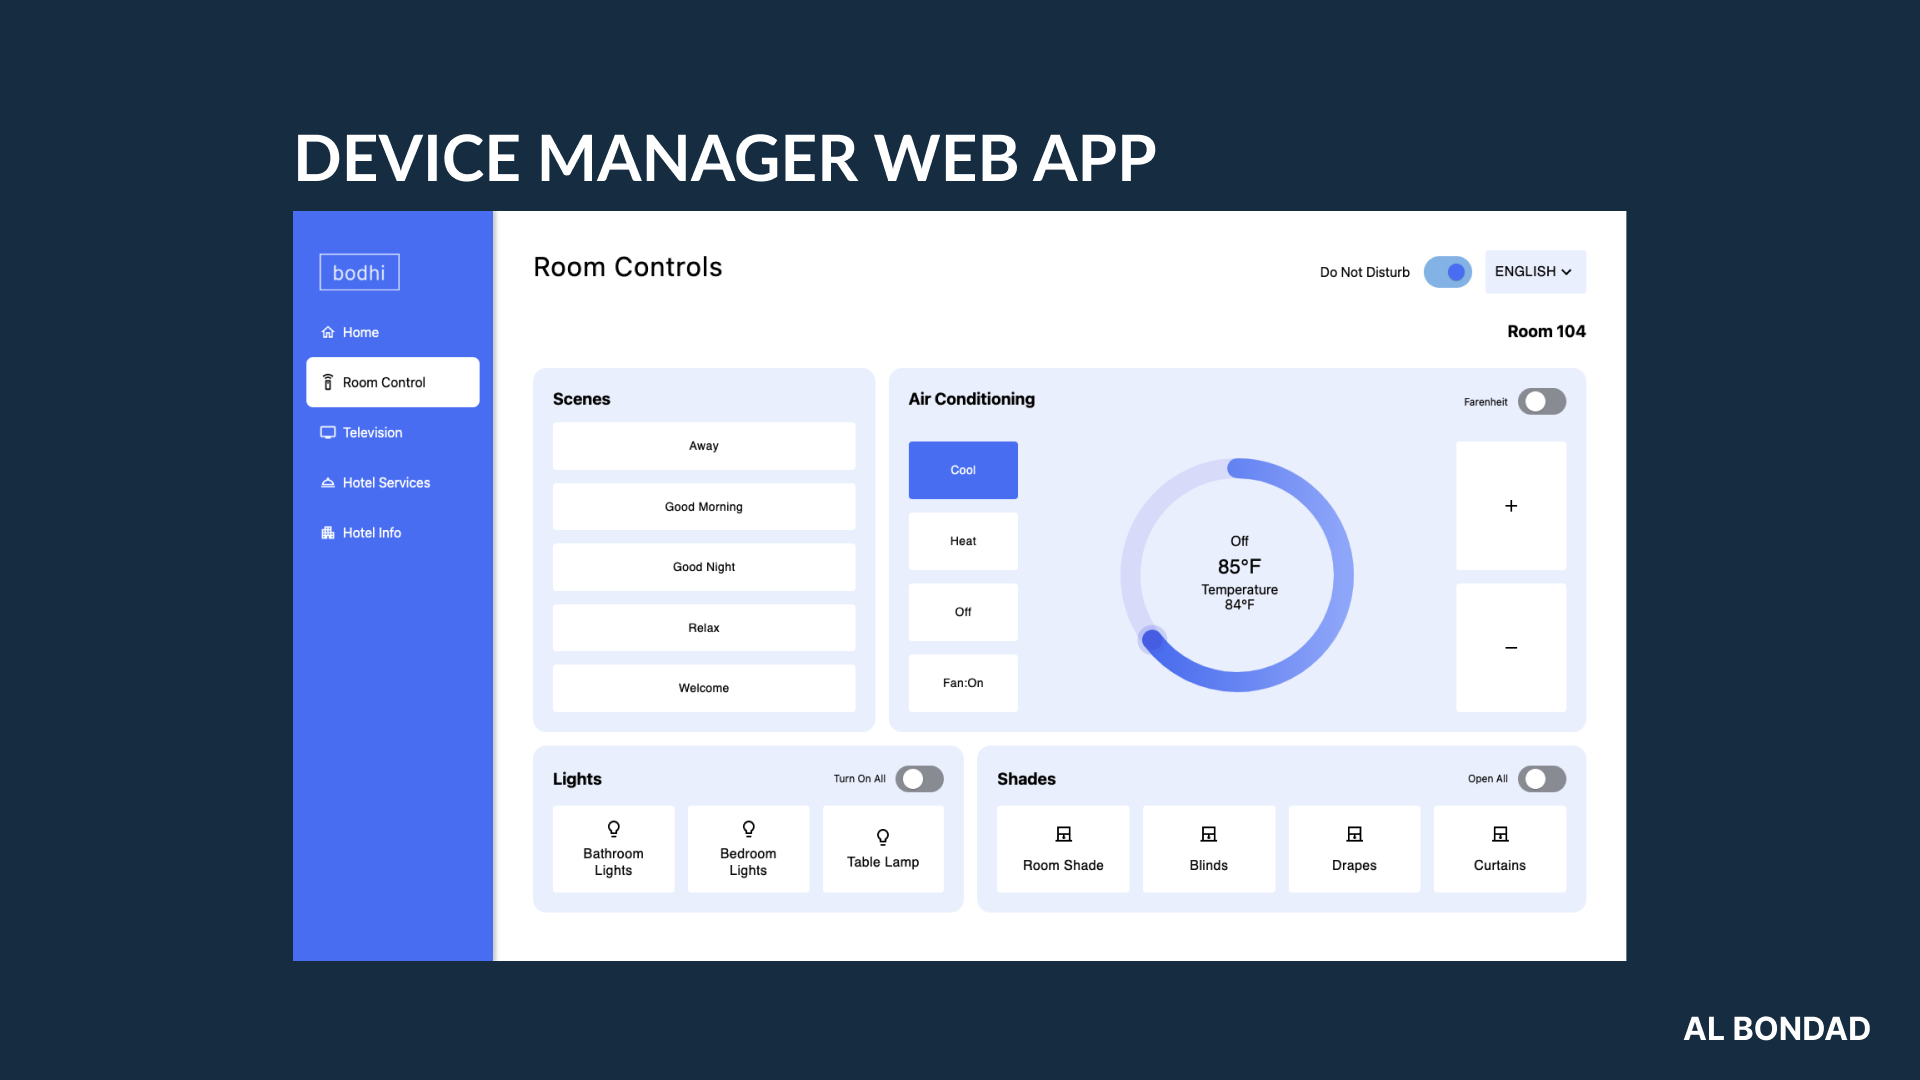 DEVICE MANAGER WEB APP
bodhi
Home
Room Control
Television
Hotel Services
Hotel Info
Room Controls
Do Not Disturb
ENGLISH
Room 104
Scenes
Away
Good Morning
Good Night
Relax
Welcome
Air Conditioning
Farenheit
Cool
Heat
Off
Fan:On
Off
85°F
Temperature
84°F
+
−
Lights
Turn On All
Bathroom
Lights
Bedroom
Lights
Table Lamp
Shades
Open All
Room Shade
Blinds
Drapes
Curtains
AL BONDAD